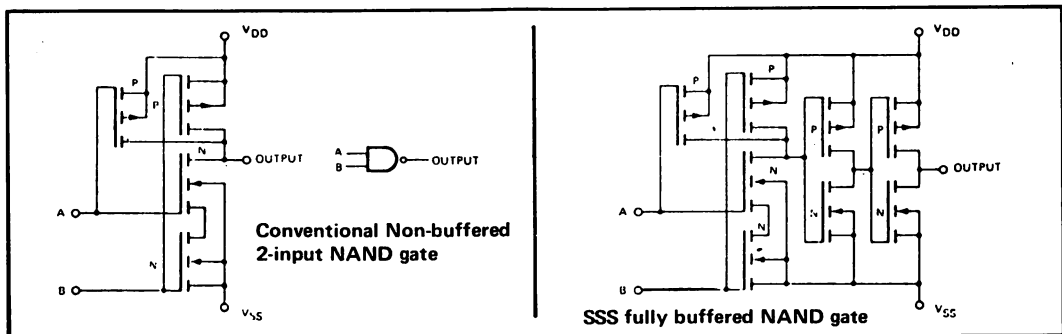 VDD
P
P
N
OUTPUT
A
B
OUTPUT
A
N
B
VSS
Conventional Non-buffered
2-input NAND gate
VDD
P
P
P
P
N
OUTPUT
A
N
N
N
B
VSS
SSS fully buffered NAND gate